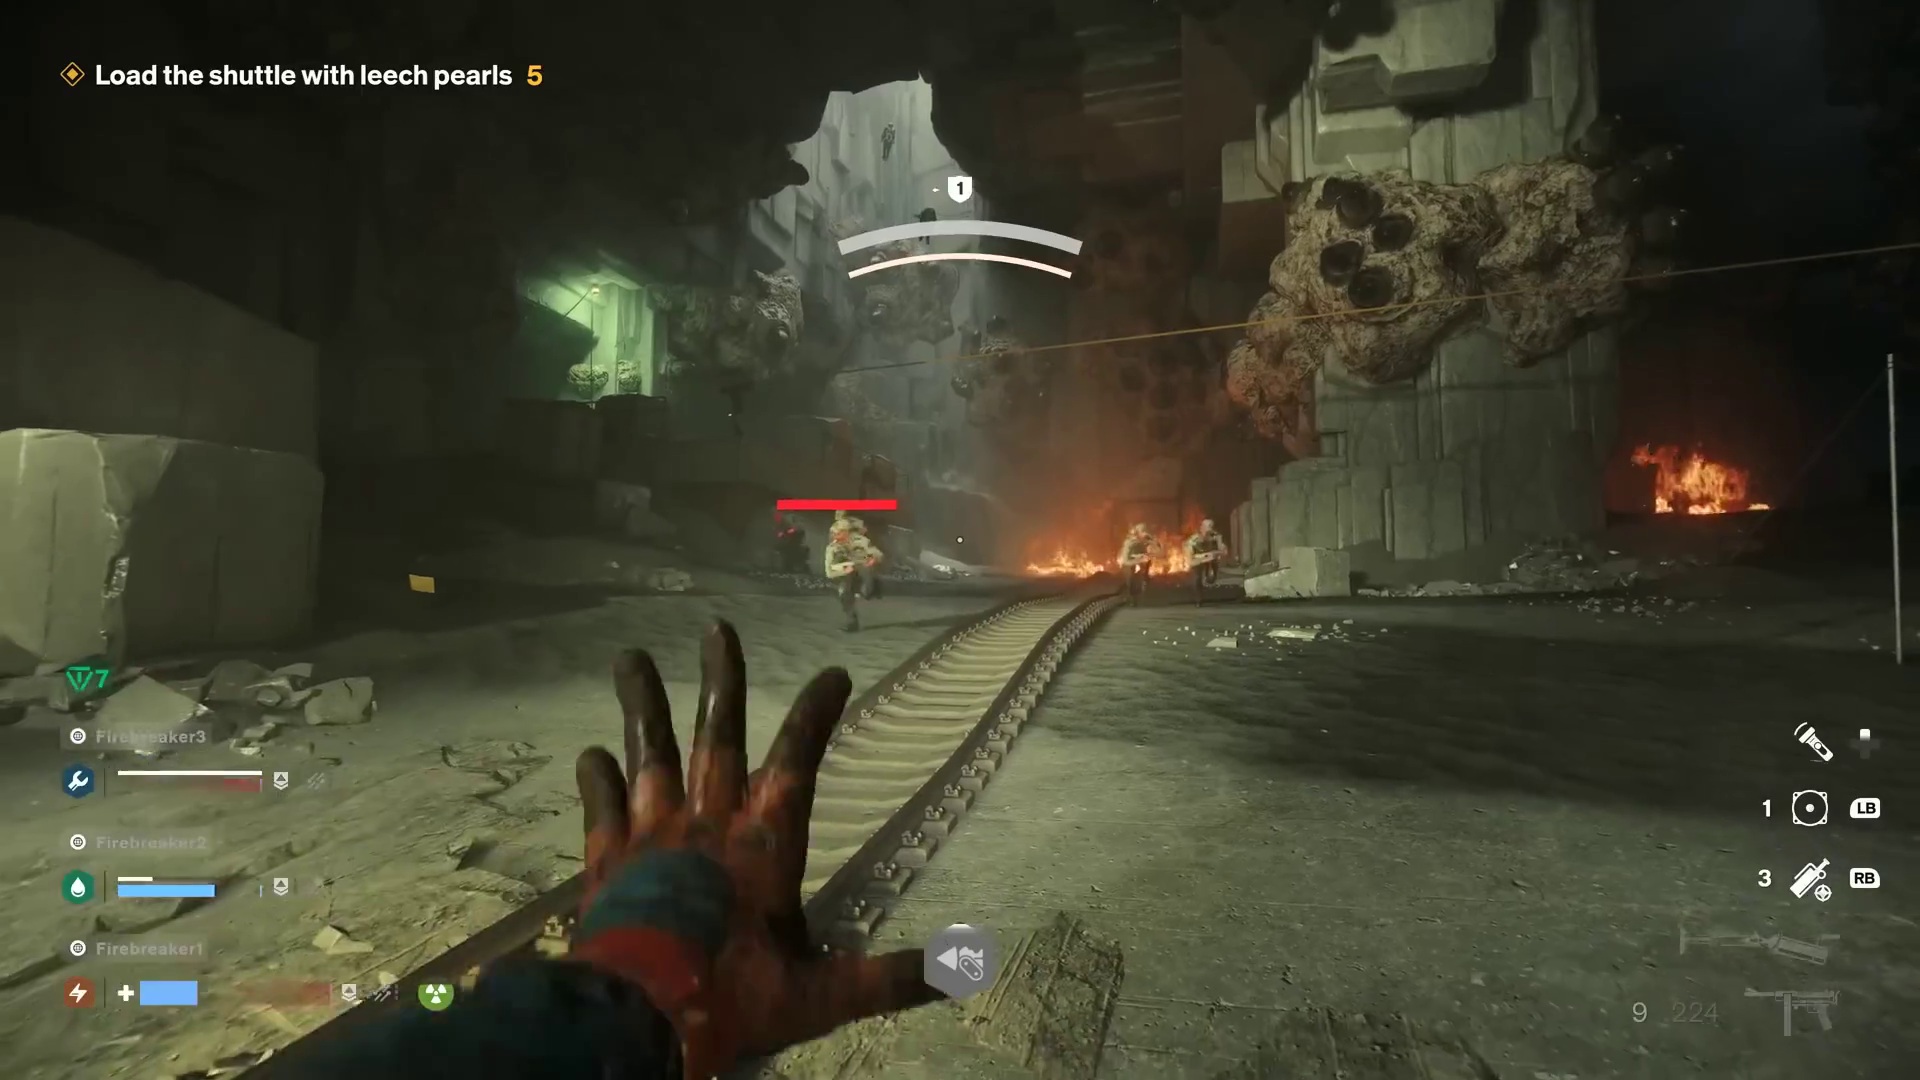 Load the shuttle with leech pearls 5
1
7
Firebreaker3
Firebreaker2
Firebreaker1
1 LB
3 RB
9 224